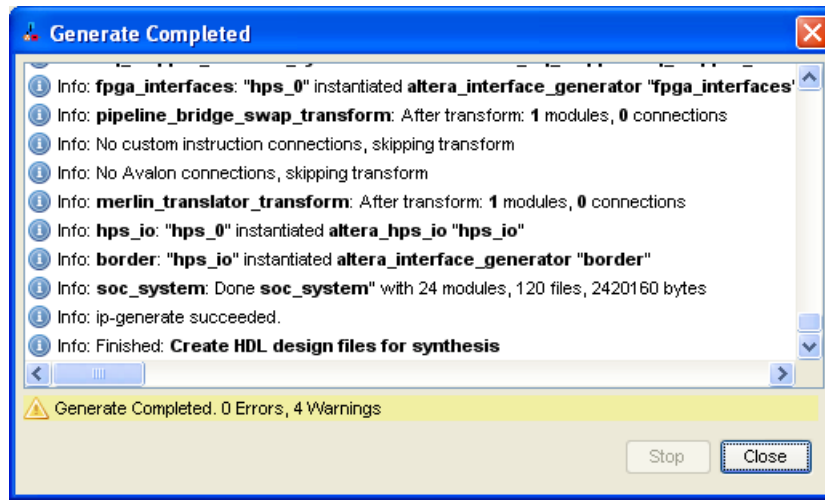 Generate Completed
Info: fpga_interfaces: "hps_0" instantiated altera_interface_generator "fpga_interfaces"
Info: pipeline_bridge_swap_transform: After transform: 1 modules, 0 connections
Info: No custom instruction connections, skipping transform
Info: No Avalon connections, skipping transform
Info: merlin_translator_transform: After transform: 1 modules, 0 connections
Info: hps_io: "hps_0" instantiated altera_hps_io "hps_io"
Info: border: "hps_io" instantiated altera_interface_generator "border"
Info: soc_system: Done soc_system" with 24 modules, 120 files, 2420160 bytes
Info: ip-generate succeeded.
Info: Finished: Create HDL design files for synthesis
Generate Completed. 0 Errors, 4 Warnings
Stop Close